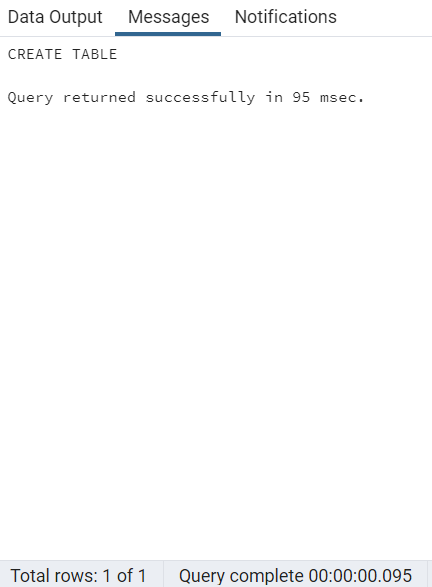 Data Output Messages Notifications
CREATE TABLE
Query returned successfully in 95 msec.
Total rows: 1 of 1 Query complete 00:00:00.095